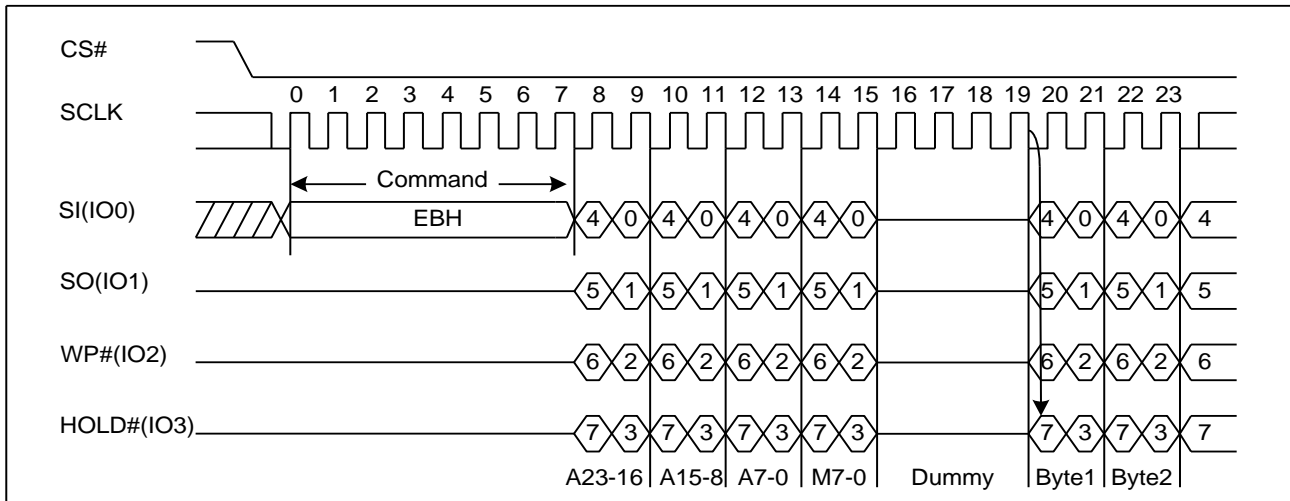 CS#
0 1 2 3 4 5 6 7 8 9 10 11 12 13 14 15 16 17 18 19 20 21 22 23
SCLK
Command
SI(IO0) EBH 4 0 4 0 4 0 4 0 4 0 4 0 4
SO(IO1) 5 1 5 1 5 1 5 1 5 1 5 1 5
WP#(IO2) 6 2 6 2 6 2 6 2 6 2 6 2 6
HOLD#(IO3) 7 3 7 3 7 3 7 3 7 3 7 3 7
A23-16 A15-8 A7-0 M7-0 Dummy Byte1 Byte2